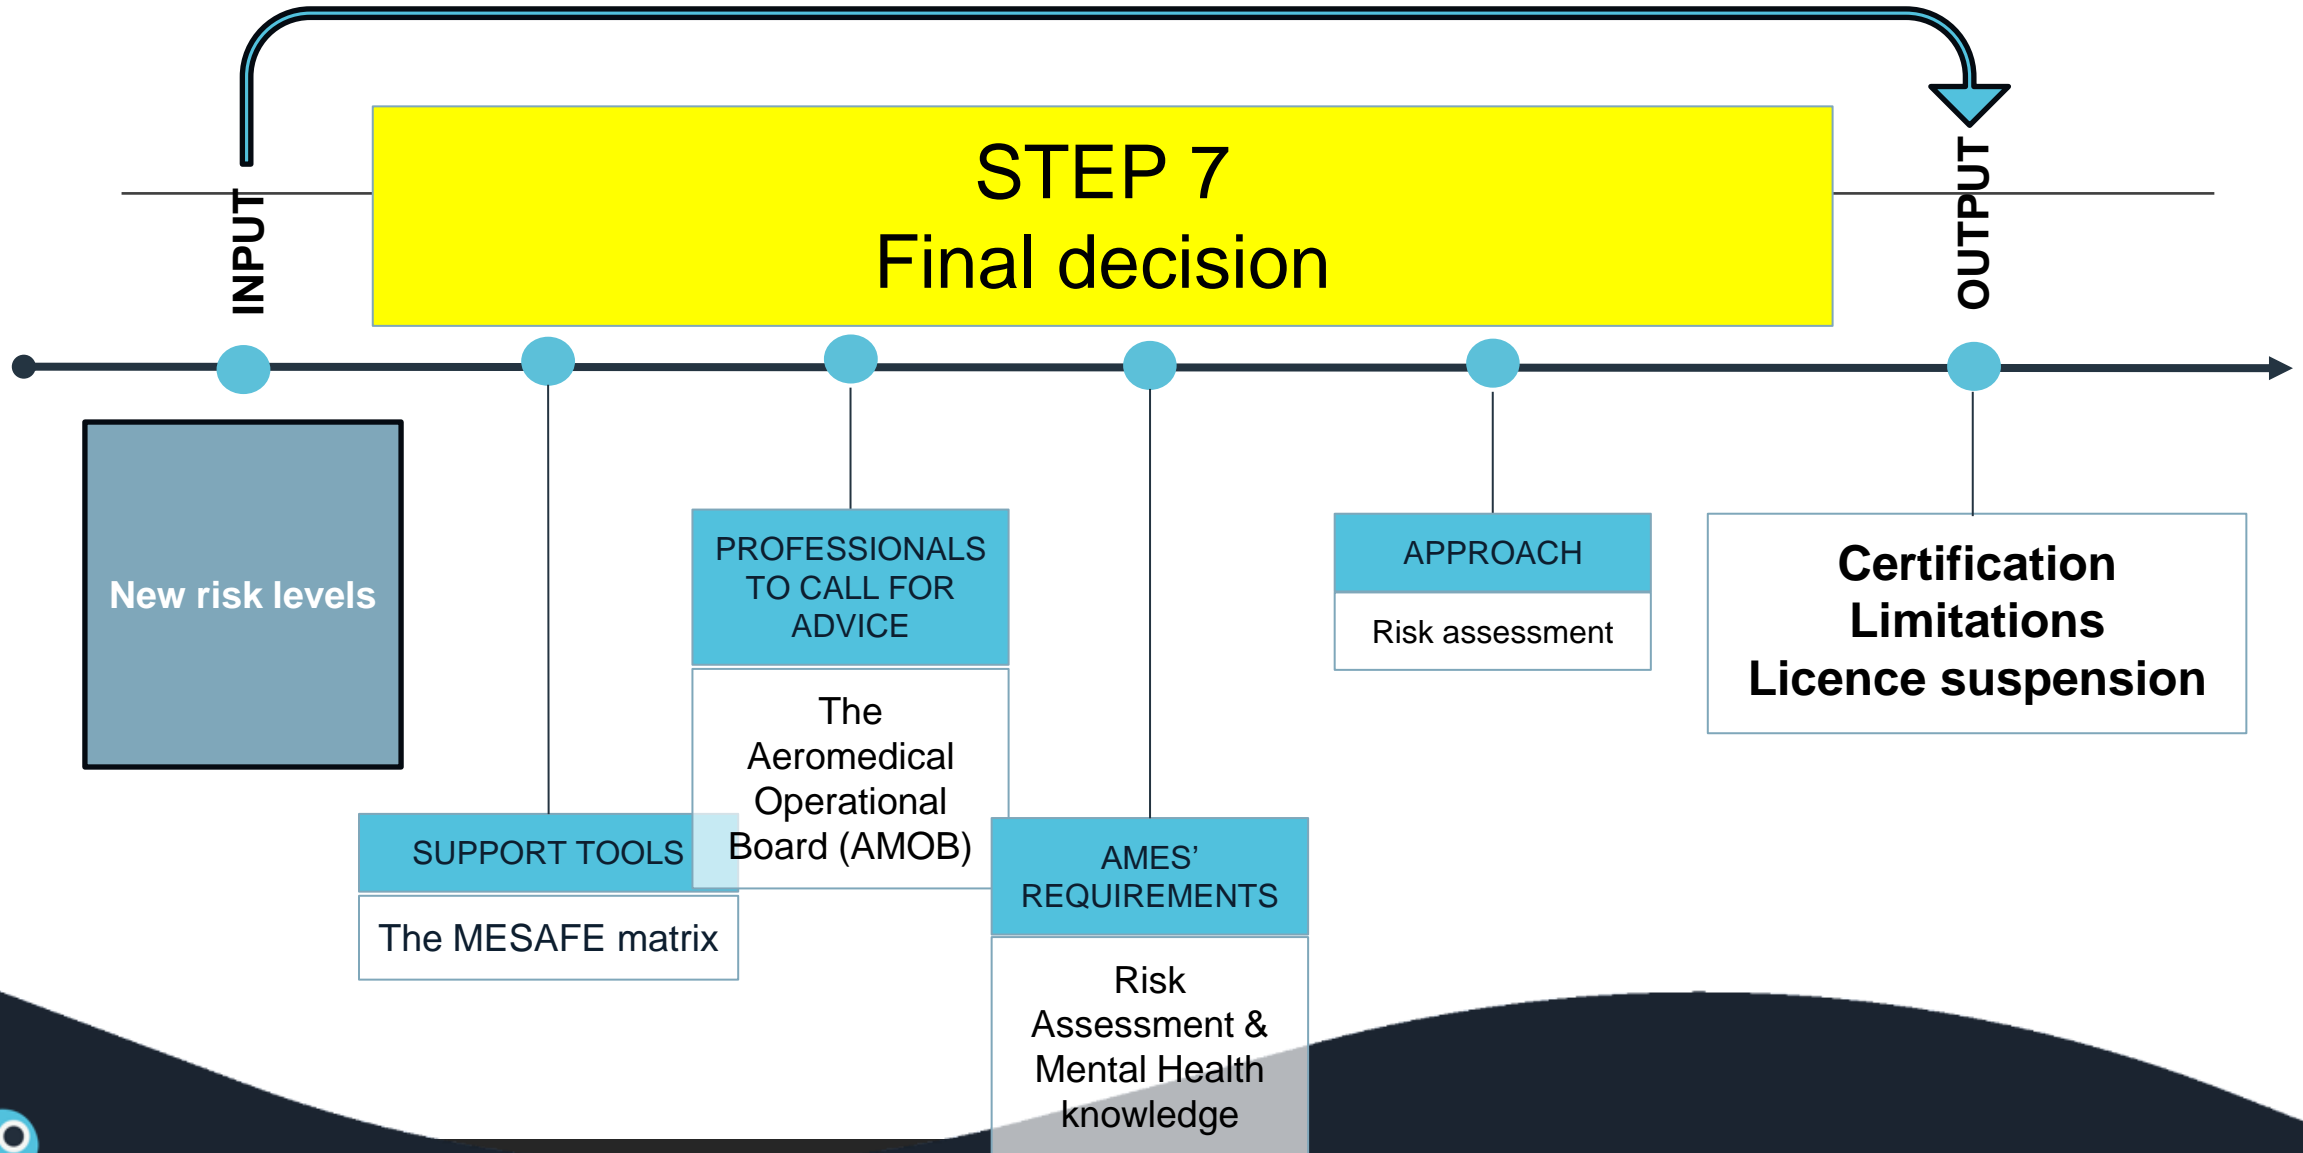 STEP 7
Final decision
INPUT
OUTPUT
New risk levels
SUPPORT TOOLS
The MESAFE matrix
PROFESSIONALS
TO CALL FOR
ADVICE
The
Aeromedical
Operational
Board (AMOB)
AMES’
REQUIREMENTS
Risk
Assessment &
Mental Health
knowledge
APPROACH
Risk assessment
Certification
Limitations
Licence suspension